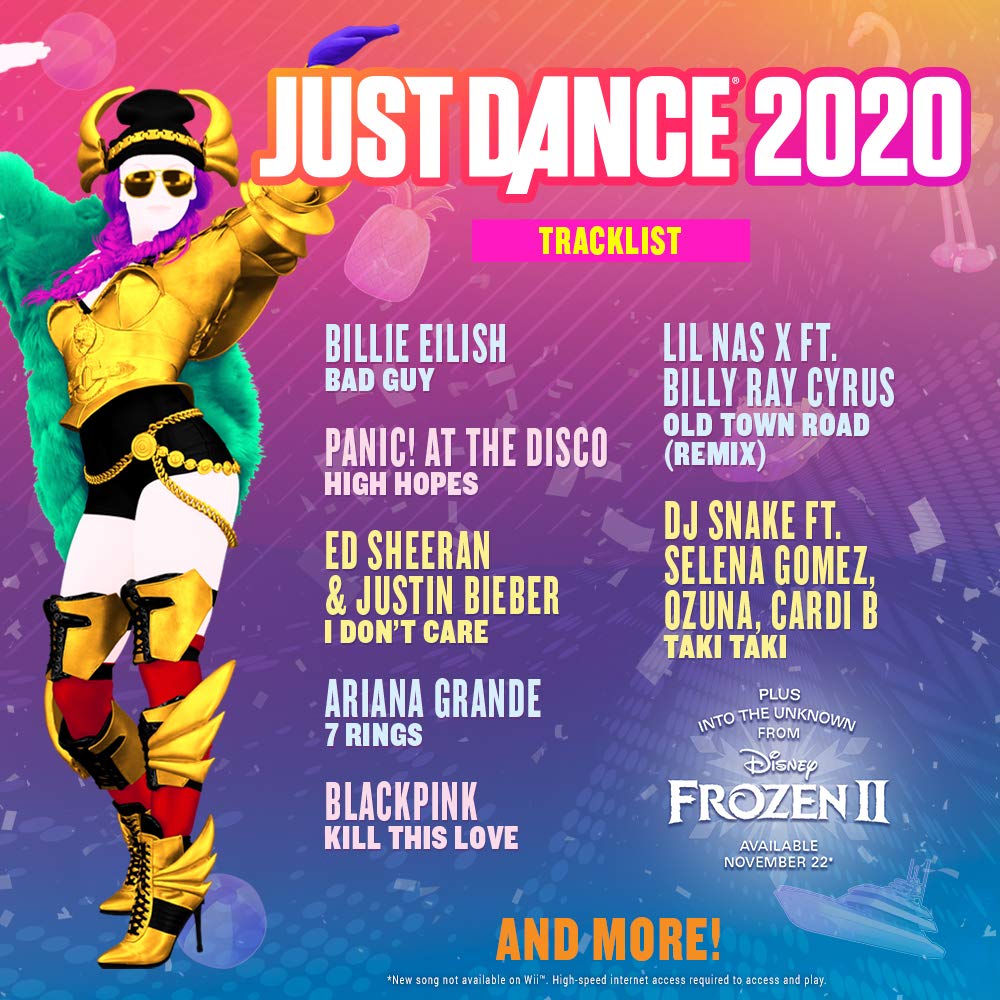 JUST DANCE® 2020
TRACKLIST
BILLIE EILISH
BAD GUY
PANIC! AT THE DISCO
HIGH HOPES
ED SHEERAN
& JUSTIN BIEBER
I DON'T CARE
ARIANA GRANDE
7 RINGS
BLACKPINK
KILL THIS LOVE
LIL NAS X FT.
BILLY RAY CYRUS
OLD TOWN ROAD
(REMIX)
DJ SNAKE FT.
SELENA GOMEZ,
OZUNA, CARDI B
TAKI TAKI
PLUS
INTO THE UNKNOWN
FROM
Disney
FROZEN II
AVAILABLE
NOVEMBER 22*
AND MORE!
*New song not available on Wii™. High-speed internet access required to access and play.